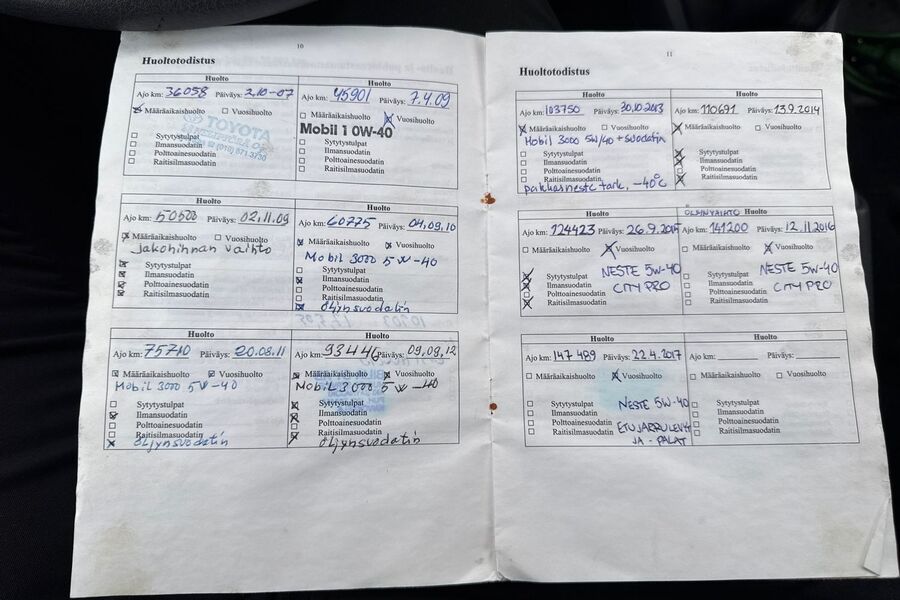 10
Huoltotodistus
Huolto
Ajo km: 36058 Päiväys: 2.10-07
Määräaikaishuolto Vuosihuolto
TOYOTA
Sytytystulpat
Ilmansuodatin
Polttoainesuodatin
Raitisilmasuodatin
Huolto
Ajo km: 45901 Päiväys: 7.4.09
Määräaikaishuolto Vuosihuolto
Mobil 1 0W-40
Sytytystulpat
Ilmansuodatin
Polttoainesuodatin
Raitisilmasuodatin
Huolto
Ajo km: 50500 Päiväys: 02.11.09
Määräaikaishuolto Vuosihuolto
Jakohihnan vaihto
Sytytystulpat
Ilmansuodatin
Polttoainesuodatin
Raitisilmasuodatin
Huolto
Ajo km: 60775 Päiväys: 04.09.10
Määräaikaishuolto Vuosihuolto
Mobil 3000 5W-40
Sytytystulpat
Ilmansuodatin
Polttoainesuodatin
Raitisilmasuodatin
öljynsuodatin
Huolto
Ajo km: 75710 Päiväys: 20.08.11
Määräaikaishuolto Vuosihuolto
Mobil 3000 5W-40
Sytytystulpat
Ilmansuodatin
Polttoainesuodatin
Raitisilmasuodatin
öljynsuodatin
Huolto
Ajo km: 93446 Päiväys: 09.09.12
Määräaikaishuolto Vuosihuolto
Mobil 3000 5W-40
Sytytystulpat
Ilmansuodatin
Polttoainesuodatin
Raitisilmasuodatin
öljynsuodatin
11
Huoltotodistus
Huolto
Ajo km: 103750 Päiväys: 30.10.2013
Määräaikaishuolto Vuosihuolto
Mobil 3000 5W/40 + suodatin
Sytytystulpat
Ilmansuodatin
Polttoainesuodatin
Raitisilmasuodatin
pakkasneste tark. -40°C
Huolto
Ajo km: 110691 Päiväys: 13.9.2014
Määräaikaishuolto Vuosihuolto
Sytytystulpat
Ilmansuodatin
Polttoainesuodatin
Raitisilmasuodatin
Huolto
Ajo km: 124423 Päiväys: 26.9.2015
Määräaikaishuolto Vuosihuolto
Sytytystulpat NESTE 5W-40
Ilmansuodatin CITY PRO
Polttoainesuodatin
Raitisilmasuodatin
ÖLJYNVAIHTO Huolto
Ajo km: 141200 Päiväys: 12.11.2016
Määräaikaishuolto Vuosihuolto
Sytytystulpat NESTE 5W-40
Ilmansuodatin CITY PRO
Polttoainesuodatin
Raitisilmasuodatin
Huolto
Ajo km: 147 489 Päiväys: 22.4.2017
Määräaikaishuolto Vuosihuolto
Sytytystulpat NESTE 5W-40
Ilmansuodatin
Polttoainesuodatin ETUJARRULEVYT
Raitisilmasuodatin JA -PALAT
Huolto
Ajo km: Päiväys:
Määräaikaishuolto Vuosihuolto
Sytytystulpat
Ilmansuodatin
Polttoainesuodatin
Raitisilmasuodatin